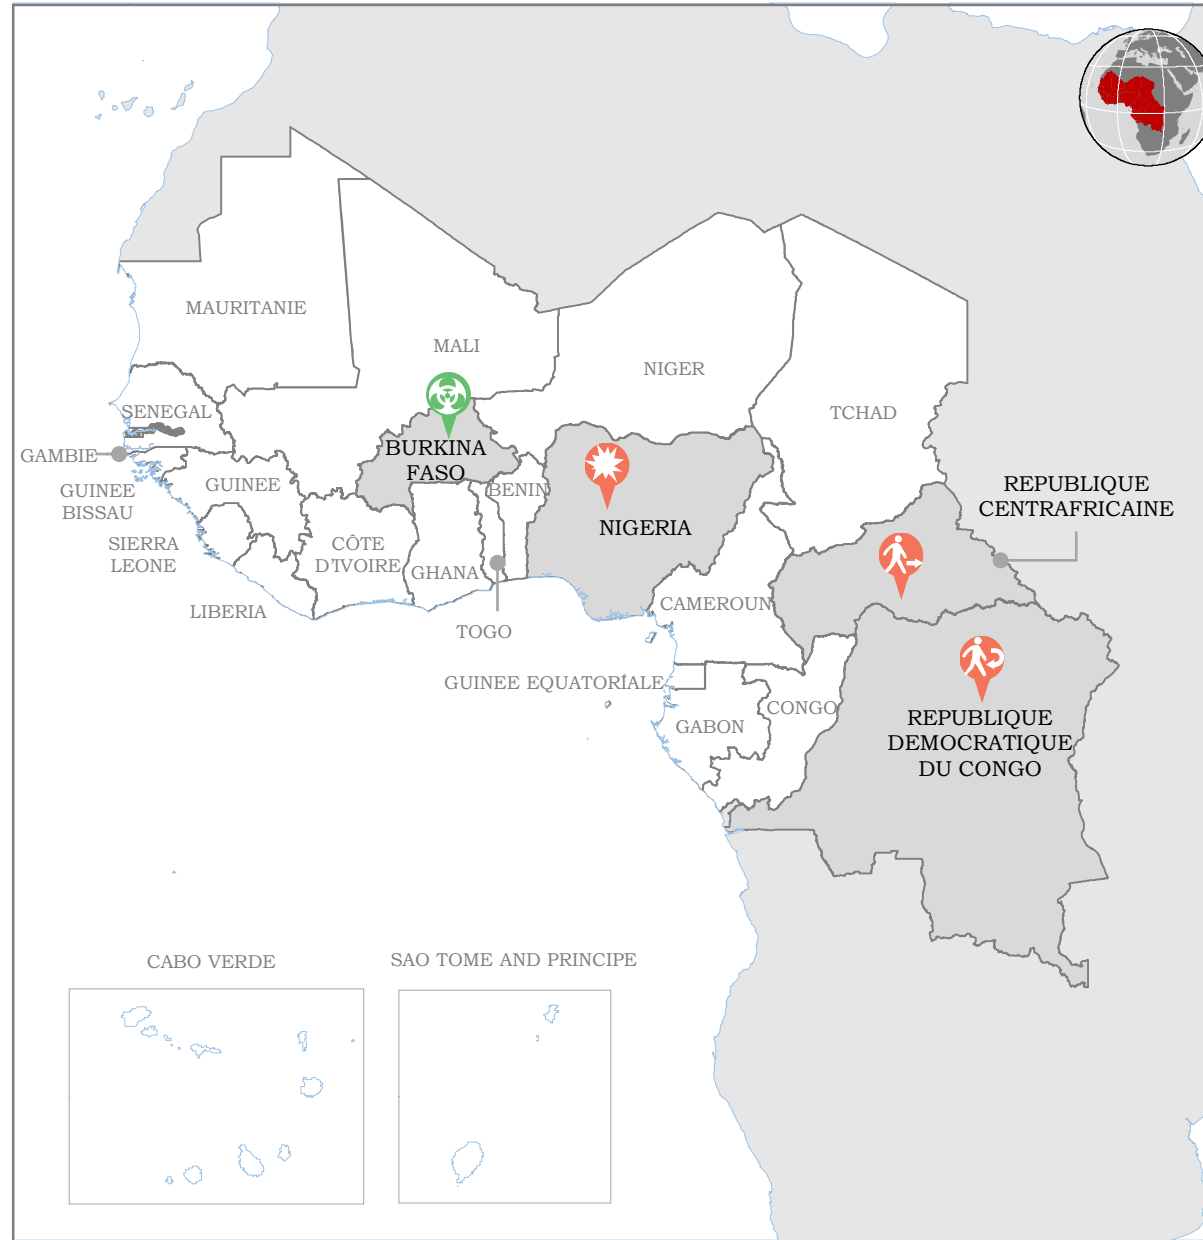 MAURITANIE
MALI
NIGER
TCHAD
SENEGAL
GAMBIE
GUINEE
BISSAU
GUINEE
SIERRA
LEONE
LIBERIA
CÔTE
D'IVOIRE
BURKINA
FASO
GHANA
TOGO
BENIN
NIGERIA
CAMEROUN
REPUBLIQUE
CENTRAFRICAINE
GUINEE EQUATORIALE
GABON
CONGO
REPUBLIQUE
DEMOCRATIQUE
DU CONGO
CABO VERDE
SAO TOME AND PRINCIPE